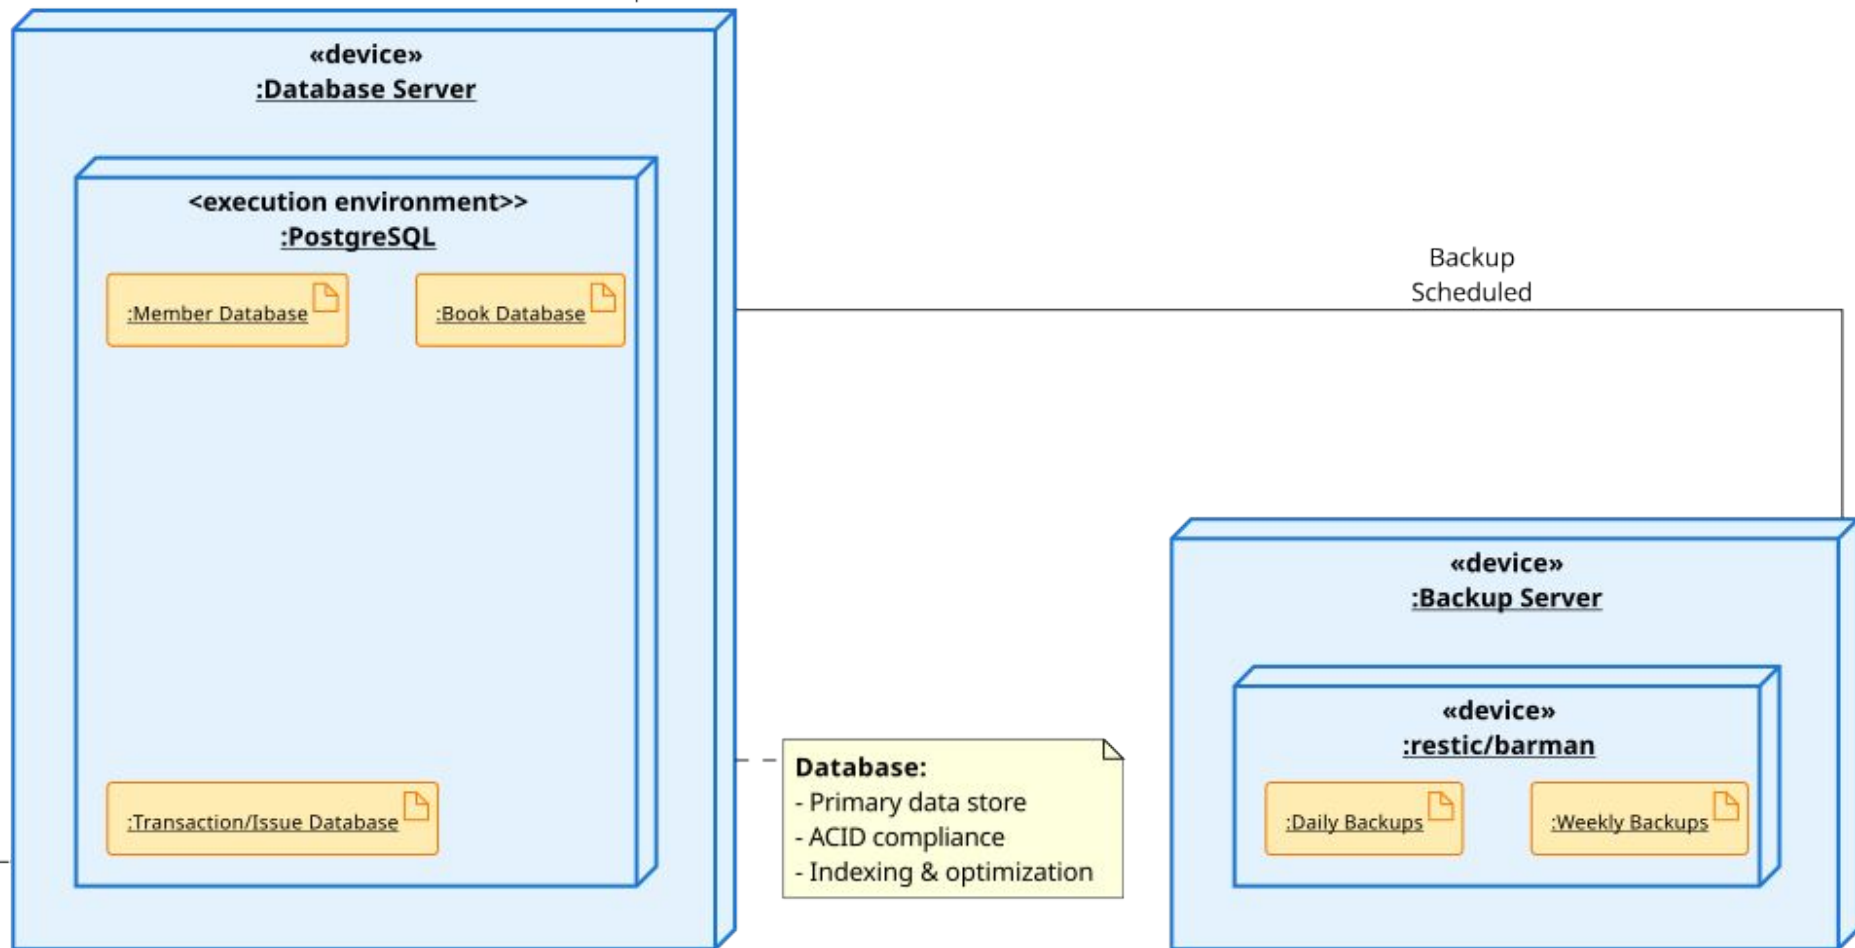 «device»
:Database Server
<execution environment>>
:PostgreSQL
:Member Database
:Book Database
:Transaction/Issue Database
Backup
Scheduled
Database:
- Primary data store
- ACID compliance
- Indexing & optimization
«device»
:Backup Server
«device»
:restic/barman
:Daily Backups
:Weekly Backups